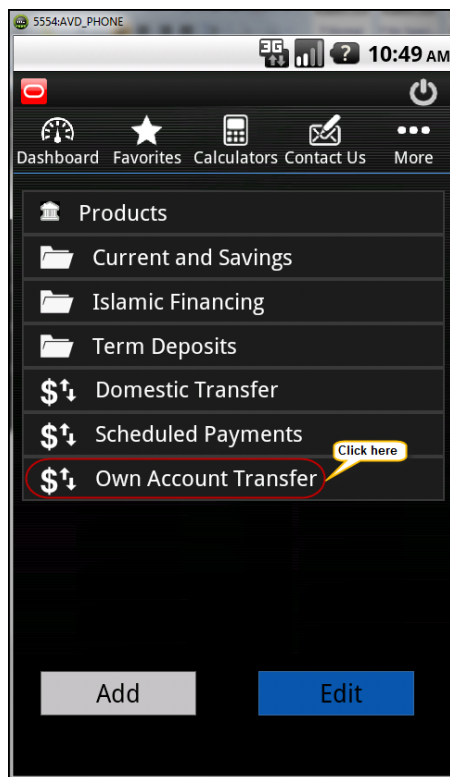 5554:AVD_PHONE
3G 10:49 AM
Dashboard Favorites Calculators Contact Us More
Products
Current and Savings
Islamic Financing
Term Deposits
$ Domestic Transfer
$ Scheduled Payments
Click here
$ Own Account Transfer
Add Edit